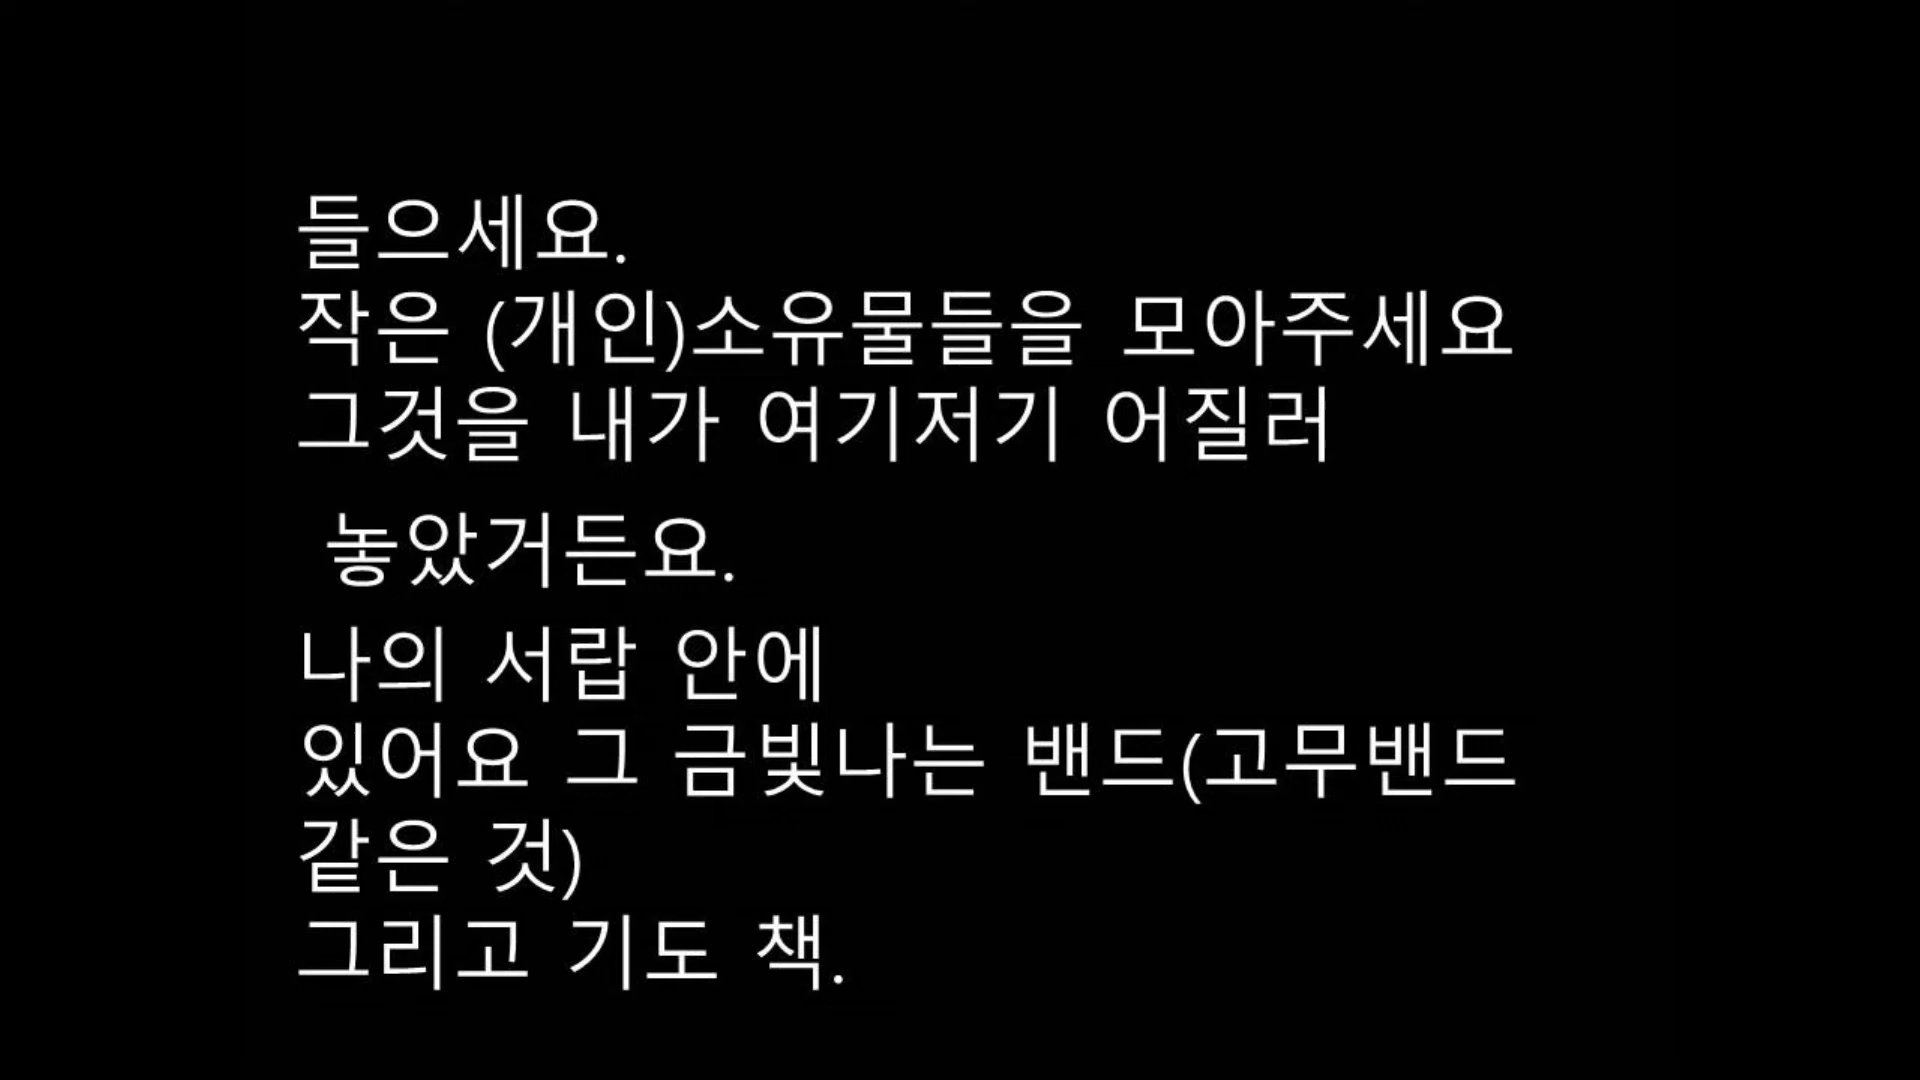 들으세요.
작은 (개인)소유물들을 모아주세요
그것을 내가 여기저기 어질러
놓았거든요.
나의 서랍 안에
있어요 그 금빛나는 밴드(고무밴드
같은 것)
그리고 기도 책.